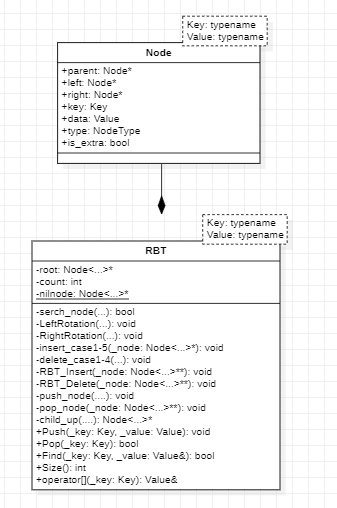 Key: typename
Value: typename
Node
+parent: Node*
+left: Node*
+right: Node*
+key: Key
+data: Value
+type: NodeType
+is_extra: bool
Key: typename
Value: typename
RBT
-root: Node<...>*
-count: int
-nilnode: Node<...>*
-serch_node(...): bool
-LeftRotation(...): void
-RightRotation(...): void
-insert_case1-5(_node: Node<...>*): void
-delete_case1-4(...): void
-RBT_Insert(_node: Node<...>**): void
-RBT_Delete(_node: Node<...>**): void
-push_node(....): void
-pop_node(_node: Node<...>**): void
-child_up(....): Node<...>*
+Push(_key: Key, _value: Value): void
+Pop(_key: Key): bool
+Find(_key: Key, _value: Value&): bool
+Size(): int
+operator[](_key: Key): Value&